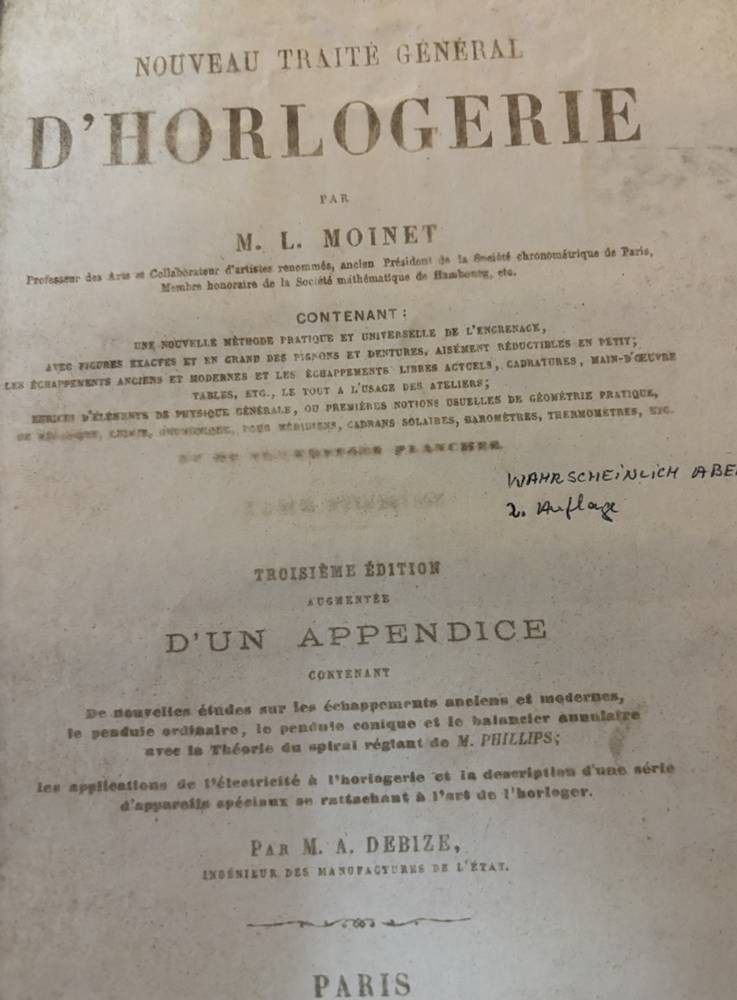 NOUVEAU TRAITÉ GÉNÉRAL
D'HORLOGERIE
PAR
M. L. MOINET
Professeur des Arts et Collaborateur d'artistes renommés, ancien Président de la Société chronométrique de Paris,
Membre honoraire de la Société mathématique de Hambourg, etc.
CONTENANT:
UNE NOUVELLE MÉTHODE PRATIQUE ET UNIVERSELLE DE L'ENGRENAGE,
AVEC FIGURES EXACTES ET EN GRAND DES PIGNONS ET DENTURES, AISÉMENT RÉDUCTIBLES EN PETIT;
LES ÉCHAPPEMENTS ANCIENS ET MODERNES ET LES ÉCHAPPEMENTS LIBRES ACTUELS, CADRATURES, MAIN-D'ŒUVRE
TABLES, ETC., LE TOUT A L'USAGE DES ATELIERS;
D'ÉLÉMENTS DE PHYSIQUE GÉNÉRALE, OU PREMIÈRES NOTIONS USUELLES DE GÉOMÉTRIE PRATIQUE,
CADRANS SOLAIRES, BAROMÈTRES, THERMOMÈTRES, ETC.
PLANCHES
WAHRSCHEINLICH ABE
2. Auflage
TROISIÈME ÉDITION
AUGMENTÉE
D'UN APPENDICE
CONTENANT
De nouvelles études sur les échappements anciens et modernes,
le pendule ordinaire, le pendule conique et le balancier annulaire
avec la Théorie du spiral réglant de M. PHILLIPS;
les applications de l'électricité à l'horlogerie et la description d'une série
d'appareils spéciaux se rattachant à l'art de l'horloger.
PAR M. A. DEBIZE,
INGÉNIEUR DES MANUFACTURES DE L'ÉTAT.
PARIS